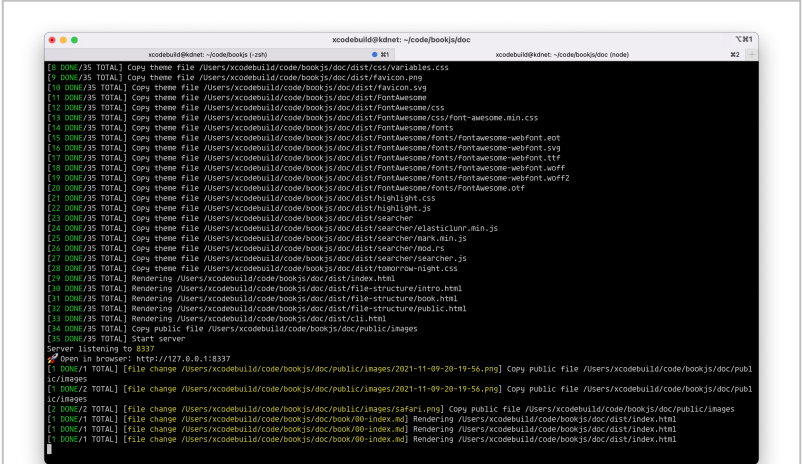 xcodebuild@kdnet: ~/code/bookjs/doc
⌥⌘1
xcodebuild@kdnet: ~/code/bookjs (-zsh)
⌘1
xcodebuild@kdnet: ~/code/bookjs/doc (node)
⌘2 +
[8 DONE/35 TOTAL] Copy theme file /Users/xcodebuild/code/bookjs/doc/dist/css/variables.css
[9 DONE/35 TOTAL] Copy theme file /Users/xcodebuild/code/bookjs/doc/dist/favicon.png
[10 DONE/35 TOTAL] Copy theme file /Users/xcodebuild/code/bookjs/doc/dist/favicon.svg
[11 DONE/35 TOTAL] Copy theme file /Users/xcodebuild/code/bookjs/doc/dist/FontAwesome
[12 DONE/35 TOTAL] Copy theme file /Users/xcodebuild/code/bookjs/doc/dist/FontAwesome/css
[13 DONE/35 TOTAL] Copy theme file /Users/xcodebuild/code/bookjs/doc/dist/FontAwesome/css/font-awesome.min.css
[14 DONE/35 TOTAL] Copy theme file /Users/xcodebuild/code/bookjs/doc/dist/FontAwesome/fonts
[15 DONE/35 TOTAL] Copy theme file /Users/xcodebuild/code/bookjs/doc/dist/FontAwesome/fonts/fontawesome-webfont.eot
[16 DONE/35 TOTAL] Copy theme file /Users/xcodebuild/code/bookjs/doc/dist/FontAwesome/fonts/fontawesome-webfont.svg
[17 DONE/35 TOTAL] Copy theme file /Users/xcodebuild/code/bookjs/doc/dist/FontAwesome/fonts/fontawesome-webfont.ttf
[18 DONE/35 TOTAL] Copy theme file /Users/xcodebuild/code/bookjs/doc/dist/FontAwesome/fonts/fontawesome-webfont.woff
[19 DONE/35 TOTAL] Copy theme file /Users/xcodebuild/code/bookjs/doc/dist/FontAwesome/fonts/fontawesome-webfont.woff2
[20 DONE/35 TOTAL] Copy theme file /Users/xcodebuild/code/bookjs/doc/dist/FontAwesome/fonts/FontAwesome.otf
[21 DONE/35 TOTAL] Copy theme file /Users/xcodebuild/code/bookjs/doc/dist/highlight.css
[22 DONE/35 TOTAL] Copy theme file /Users/xcodebuild/code/bookjs/doc/dist/highlight.js
[23 DONE/35 TOTAL] Copy theme file /Users/xcodebuild/code/bookjs/doc/dist/searcher
[24 DONE/35 TOTAL] Copy theme file /Users/xcodebuild/code/bookjs/doc/dist/searcher/elasticlunr.min.js
[25 DONE/35 TOTAL] Copy theme file /Users/xcodebuild/code/bookjs/doc/dist/searcher/mark.min.js
[26 DONE/35 TOTAL] Copy theme file /Users/xcodebuild/code/bookjs/doc/dist/searcher/mod.rs
[27 DONE/35 TOTAL] Copy theme file /Users/xcodebuild/code/bookjs/doc/dist/searcher/searcher.js
[28 DONE/35 TOTAL] Copy theme file /Users/xcodebuild/code/bookjs/doc/dist/tomorrow-night.css
[29 DONE/35 TOTAL] Rendering /Users/xcodebuild/code/bookjs/doc/dist/index.html
[30 DONE/35 TOTAL] Rendering /Users/xcodebuild/code/bookjs/doc/dist/file-structure/intro.html
[31 DONE/35 TOTAL] Rendering /Users/xcodebuild/code/bookjs/doc/dist/file-structure/book.html
[32 DONE/35 TOTAL] Rendering /Users/xcodebuild/code/bookjs/doc/dist/file-structure/public.html
[33 DONE/35 TOTAL] Rendering /Users/xcodebuild/code/bookjs/doc/dist/cli.html
[34 DONE/35 TOTAL] Copy public file /Users/xcodebuild/code/bookjs/doc/public/images
[35 DONE/35 TOTAL] Start server
Server listening to 8337
🚀 Open in browser: http://127.0.0.1:8337
[1 DONE/1 TOTAL] [file change /Users/xcodebuild/code/bookjs/doc/public/images/2021-11-09-20-19-56.png] Copy public file /Users/xcodebuild/code/bookjs/doc/publ
ic/images
[1 DONE/2 TOTAL] [file change /Users/xcodebuild/code/bookjs/doc/public/images/2021-11-09-20-19-56.png] Copy public file /Users/xcodebuild/code/bookjs/doc/publ
ic/images
[2 DONE/2 TOTAL] [file change /Users/xcodebuild/code/bookjs/doc/public/images/safari.png] Copy public file /Users/xcodebuild/code/bookjs/doc/public/images
[1 DONE/1 TOTAL] [file change /Users/xcodebuild/code/bookjs/doc/book/00-index.md] Rendering /Users/xcodebuild/code/bookjs/doc/dist/index.html
[1 DONE/1 TOTAL] [file change /Users/xcodebuild/code/bookjs/doc/book/00-index.md] Rendering /Users/xcodebuild/code/bookjs/doc/dist/index.html
[1 DONE/1 TOTAL] [file change /Users/xcodebuild/code/bookjs/doc/book/00-index.md] Rendering /Users/xcodebuild/code/bookjs/doc/dist/index.html